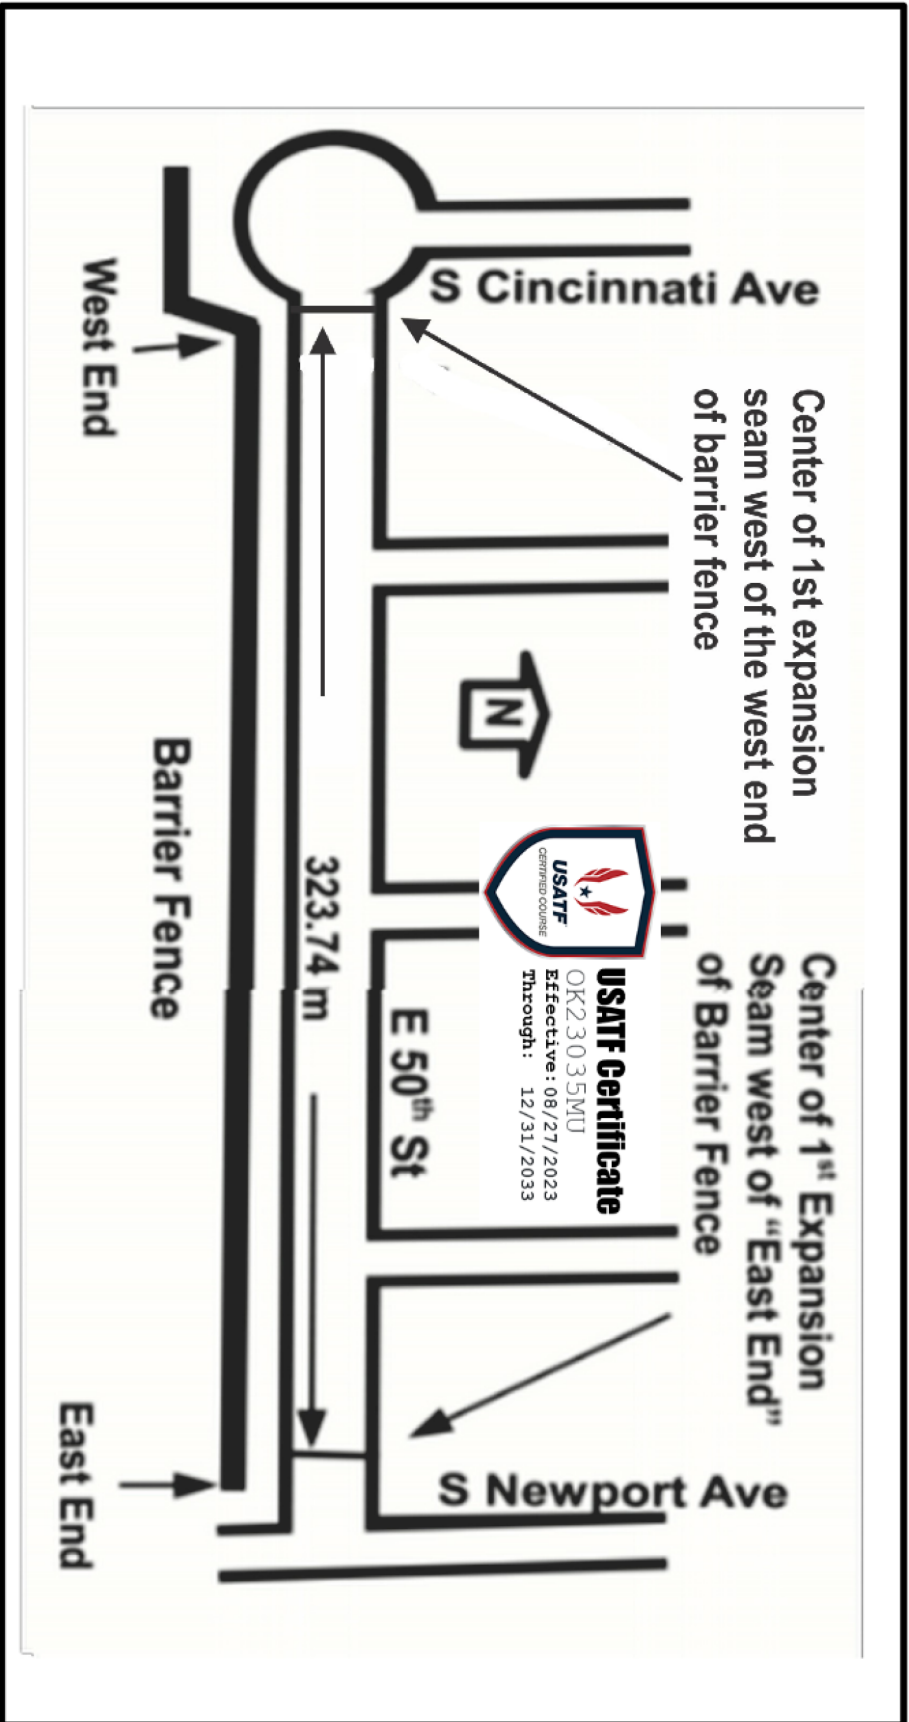 S Cincinnati Ave
West End
Center of 1st expansion
seam west of the west end
of barrier fence
N
Barrier Fence
323.74 m
E 50th St
USATF
CERTIFIED COURSE
USATF Certificate
OK23035MU
Effective: 08/27/2023
Through: 12/31/2033
Center of 1st Expansion
Seam west of “East End”
of Barrier Fence
S Newport Ave
East End